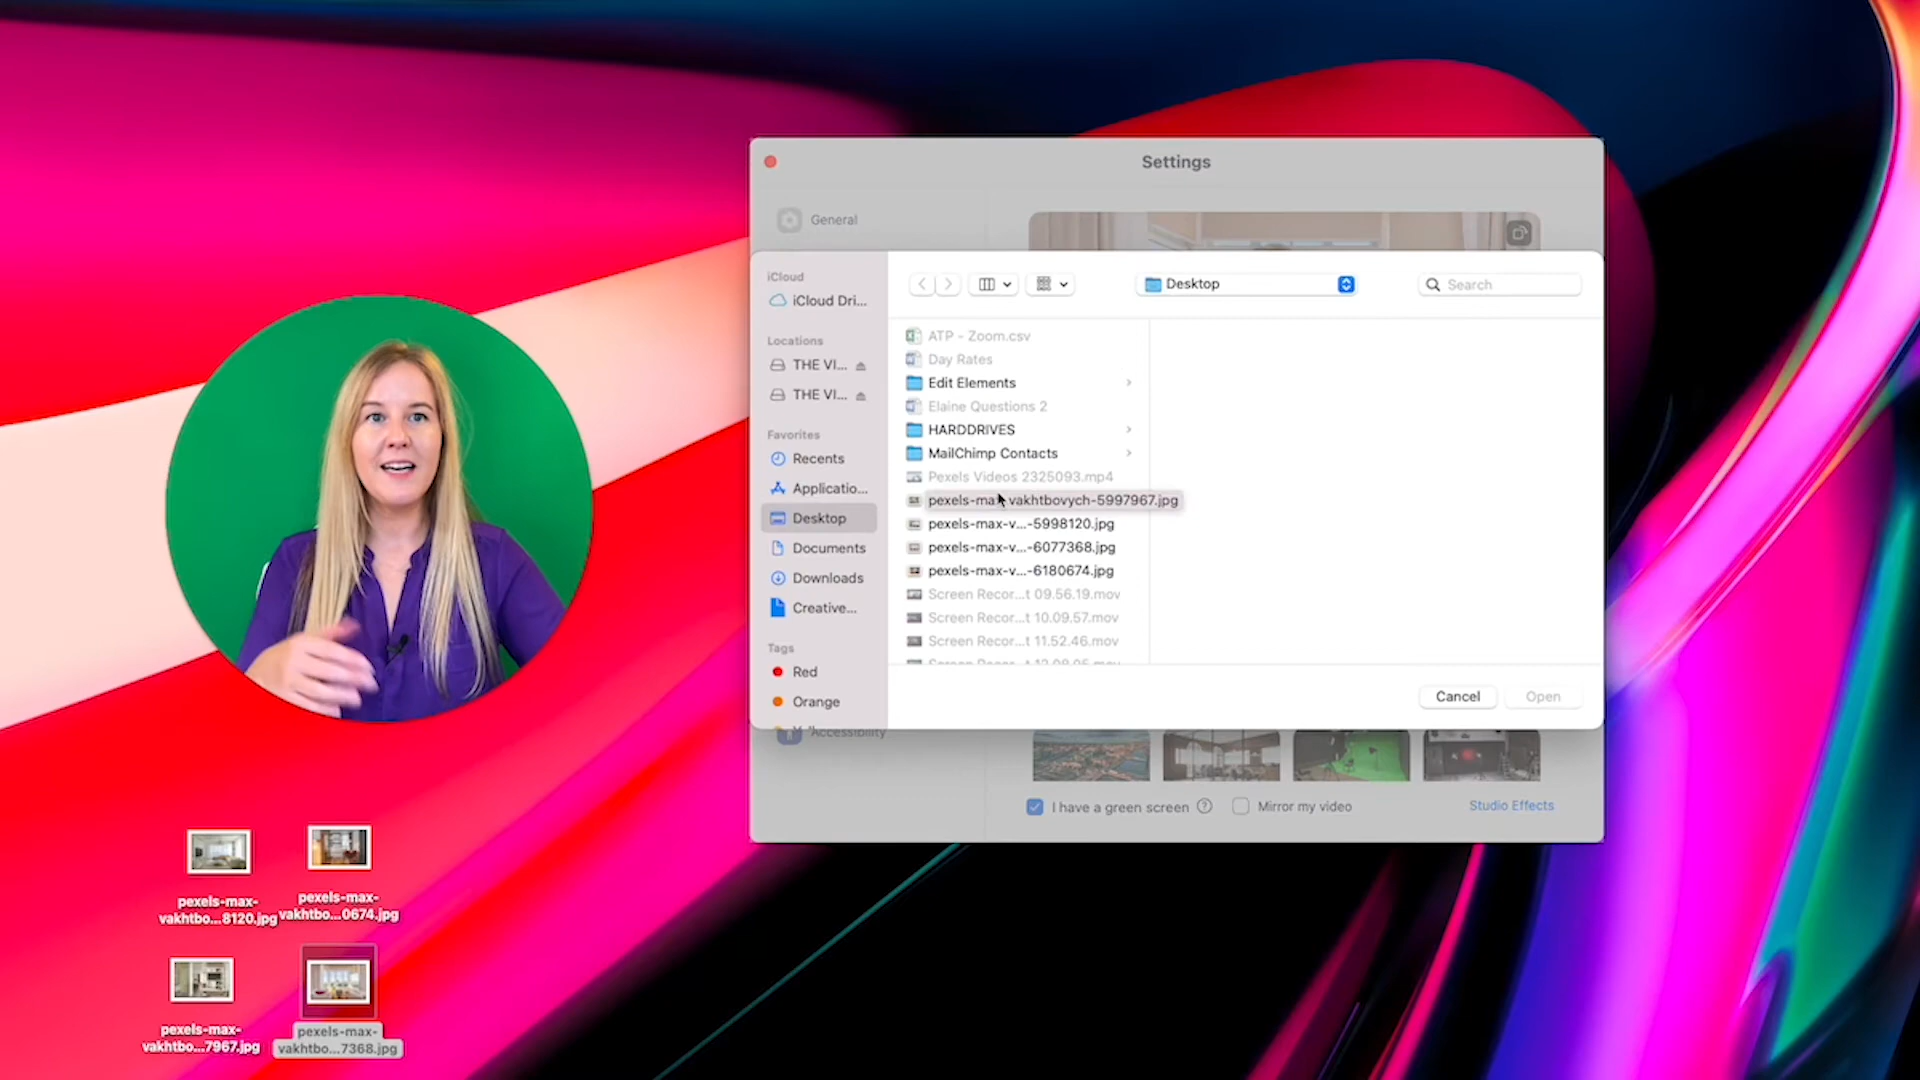 Settings
General
iCloud
iCloud Dri...
Locations
THE VI...
THE VI...
Favorites
Recents
Applicatio...
Desktop
Documents
Downloads
Creative...
Tags
Red
Orange
Desktop
Search
ATP - Zoom.csv
Day Rates
Edit Elements
Elaine Questions 2
HARDDRIVES
MailChimp Contacts
Pexels Videos 2325093.mp4
pexels-max-vakhtbovych-5997967.jpg
pexels-max-v...-5998120.jpg
pexels-max-v...-6077368.jpg
pexels-max-v...-6180674.jpg
Screen Recor...t 09.56.19.mov
Screen Recor...t 10.09.57.mov
Screen Recor...t 11.52.46.mov
Cancel
Open
Accessibility
I have a green screen
Mirror my video
Studio Effects
pexels-max-
vakhtbo...8120.jpg
pexels-max-
vakhtbo...0674.jpg
pexels-max-
vakhtbo...7967.jpg
pexels-max-
vakhtbo...7368.jpg